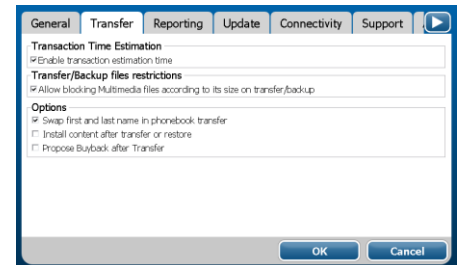 General Transfer Reporting Update Connectivity Support
Transaction Time Estimation
Enable transaction estimation time
Transfer/Backup files restrictions
Allow blocking Multimedia files according to its size on transfer/backup
Options
Swap first and last name in phonebook transfer
Install content after transfer or restore
Propose Buyback after Transfer
OK Cancel